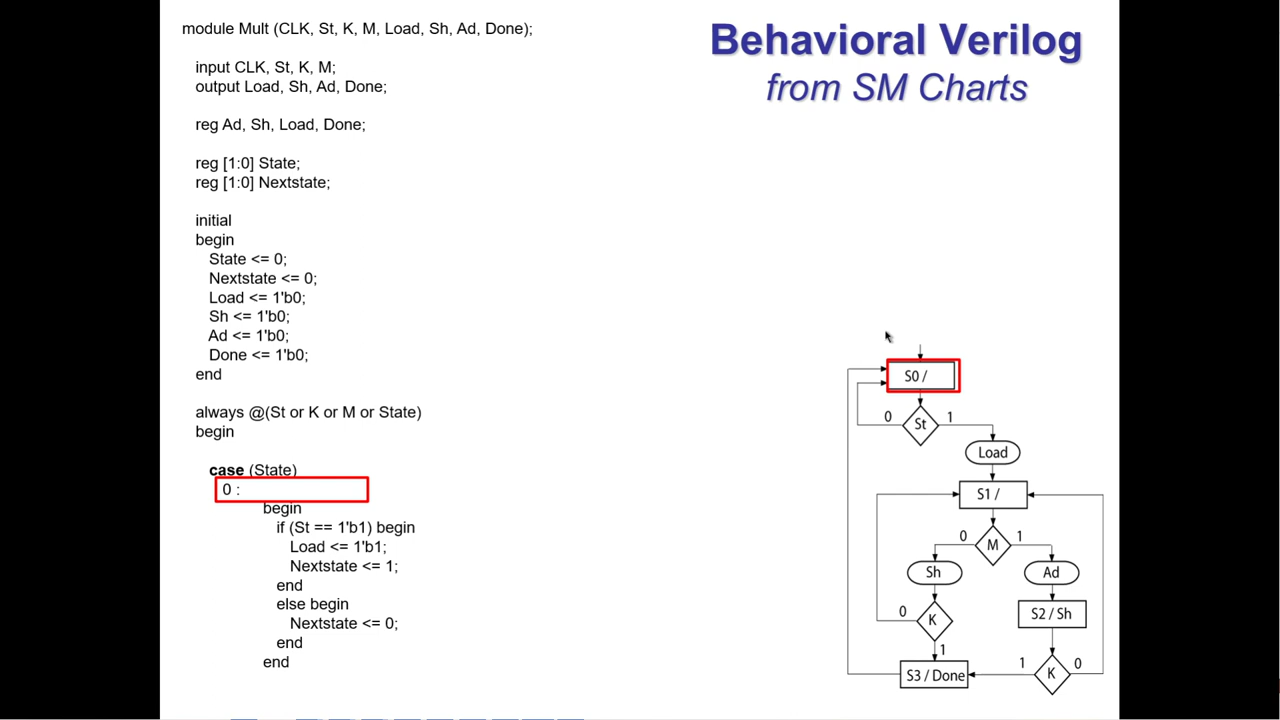 module Mult (CLK, St, K, M, Load, Sh, Ad, Done);
input CLK, St, K, M;
output Load, Sh, Ad, Done;
reg Ad, Sh, Load, Done;
reg [1:0] State;
reg [1:0] Nextstate;
initial
begin
State <= 0;
Nextstate <= 0;
Load <= 1'b0;
Sh <= 1'b0;
Ad <= 1'b0;
Done <= 1'b0;
end
always @(St or K or M or State)
begin
case (State)
0 :
begin
if (St == 1'b1) begin
Load <= 1'b1;
Nextstate <= 1;
end
else begin
Nextstate <= 0;
end
end
Behavioral Verilog
from SM Charts
S0 /
0 St 1
Load
S1 /
0 M 1
Sh Ad
S2 / Sh
0 K
1
S3 / Done 1 K 0